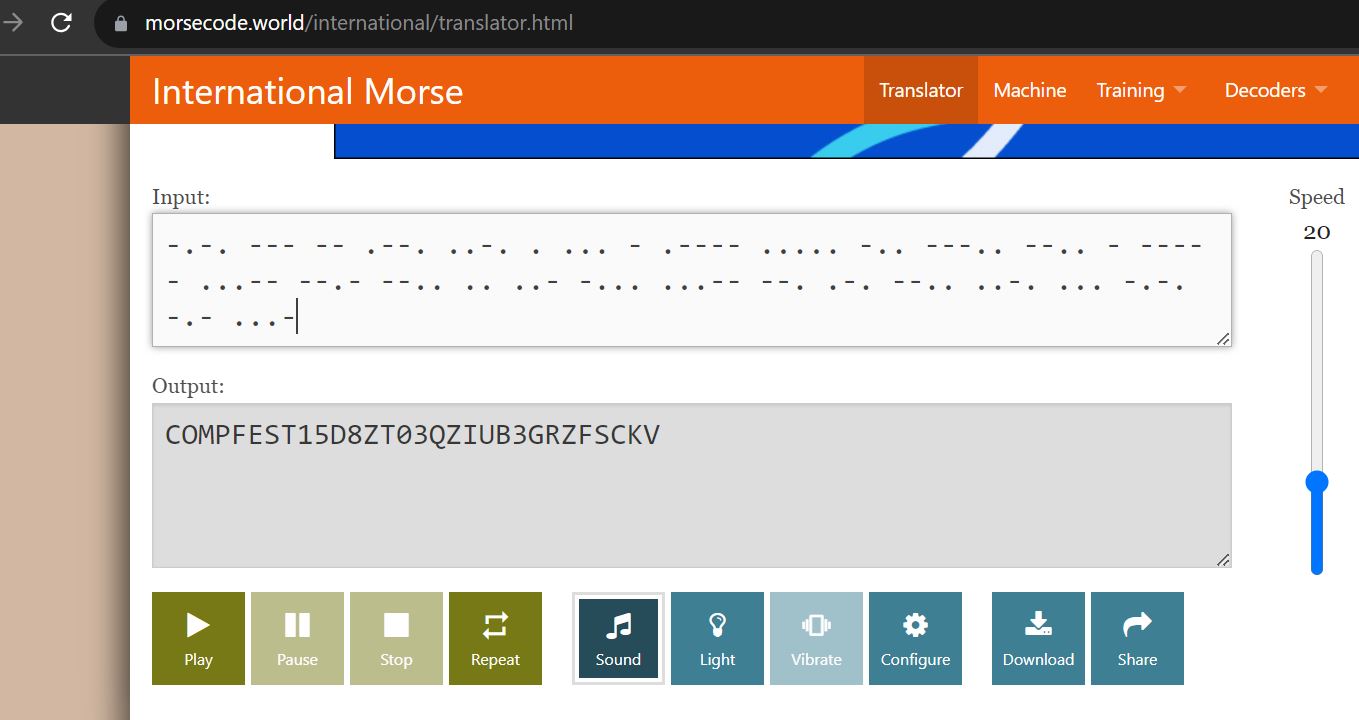 morsecode.world/international/translator.html
International Morse
Translator Machine Training Decoders
Input:
Speed
20
-.-. --- -- .--. ..-. . ... - .---- ..... -.. ---.. --.. - ----
- ...-- --.- --.. .. ..- -... ...-- --. .-. --.. ..-. ... -.-.
-.- ...-
Output:
COMPFEST15D8ZT03QZIUB3GRZFSCKV
Play Pause Stop Repeat Sound Light Vibrate Configure Download Share